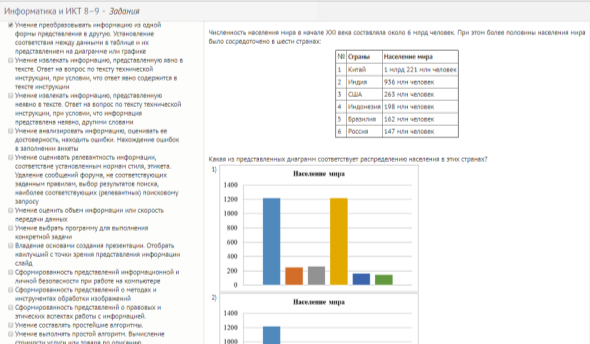 Информатика и ИКТ 8–9 - Задания
Умение преобразовывать информацию из одной
формы представления в другую. Установление
соответствия между данными в таблице и их
представлением на диаграмме или графике
Умение извлекать информацию, представленную явно в
тексте. Ответ на вопрос по тексту технической
инструкции, при условии, что ответ явно содержится в
тексте инструкции
Умение извлекать информацию, представленную
неявно в тексте. Ответ на вопрос по тексту технической
инструкции, при условии, что информация
представлена неявно, другими словами
Умение анализировать информацию, оценивать ее
достоверность, находить ошибки. Нахождение ошибок
в заполнении анкеты
Умение оценивать релевантность информации,
соответствие установленным нормам стиля, этикета.
Удаление сообщений форума, не соответствующих
заданным правилам, выбор результатов поиска,
наиболее соответствующих (релевантных) поисковому
запросу
Умение оценить объем информации или скорость
передачи данных
Умение выбрать программу для выполнения
конкретной задачи
Владение основами создания презентации. Отобрать
наилучший с точки зрения представления информации
слайд
Сформированность представлений информационной и
личной безопасности при работе на компьютере
Сформированность представлений о методах и
инструментах обработки изображений
Сформированность представлений о правовых и
этических аспектах работы с информацией.
Умение составлять простейшие алгоритмы.
Умение выполнять простой алгоритм. Вычисление
стоимости услуги или товара по описанию
Численность населения мира в начале XXI века составляла около 6 млрд человек. При этом более половины населения мира
было сосредоточено в шести странах:
№ Страны Население мира
1 Китай 1 млрд 221 млн человек
2 Индия 936 млн человек
3 США 263 млн человек
4 Индонезия 198 млн человек
5 Бразилия 162 млн человек
6 Россия 147 млн человек
Какая из представленных диаграмм соответствует распределению населения в этих странах?
1)
Население мира
1400
1200
1000
800
600
400
200
0
2)
Население мира
1400
1200
1000